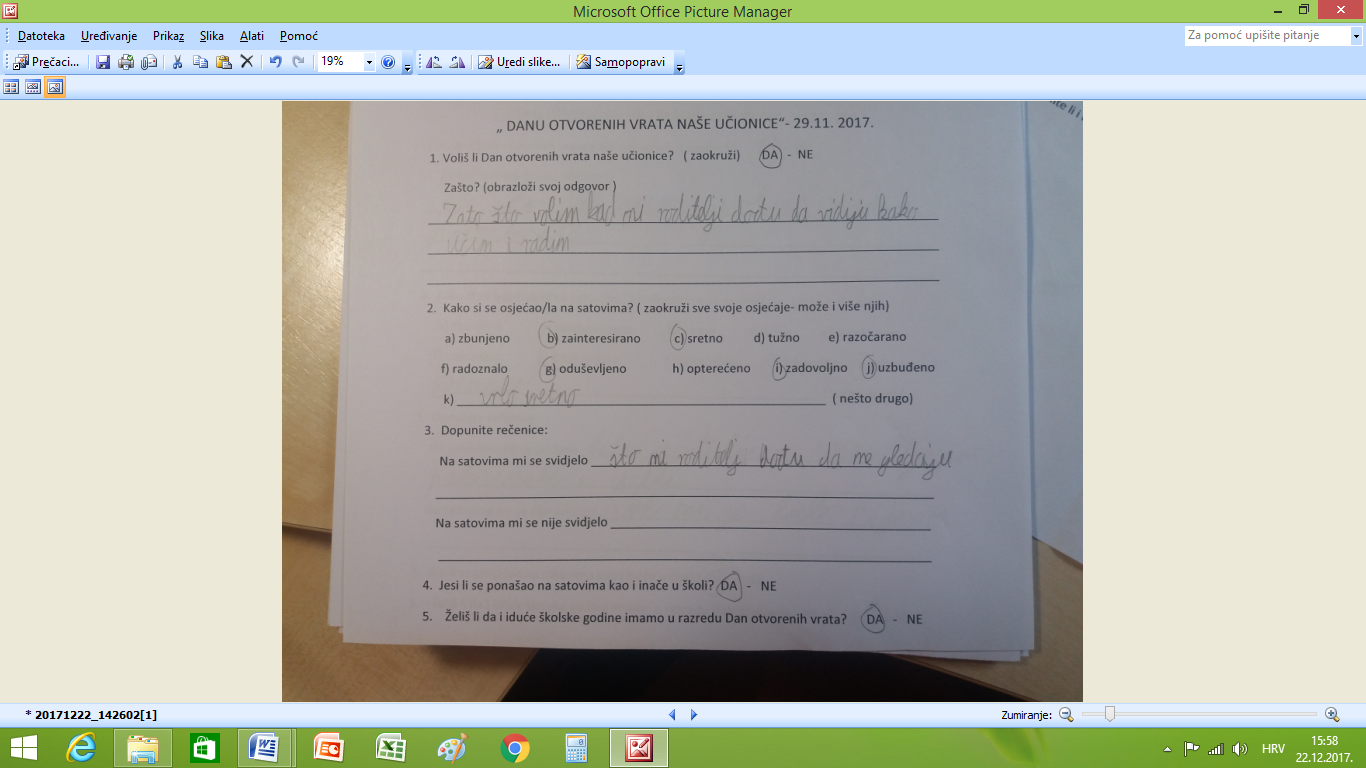 Microsoft Office Picture Manager
Datoteka Uređivanje Prikaz Slika Alati Pomoć
Za pomoć upišite pitanje
Prečaci... 19% Uredi slike... Samopopravi
„ DANU OTVORENIH VRATA NAŠE UČIONICE“- 29.11. 2017.
1. Voliš li Dan otvorenih vrata naše učionice? ( zaokruži) DA - NE
Zašto? (obrazloži svoj odgovor )
Zato što volim kad mi roditelji dođu da vidiju kako
učim i radim
2. Kako si se osjećao/la na satovima? ( zaokruži sve svoje osjećaje- može i više njih)
a) zbunjeno b) zainteresirano c) sretno d) tužno e) razočarano
f) radoznalo g) oduševljeno h) opterećeno i) zadovoljno j) uzbuđeno
k) vrlo sretno ( nešto drugo)
3. Dopunite rečenice:
Na satovima mi se svidjelo što mi roditelji dođu da me gledaju
Na satovima mi se nije svidjelo
4. Jesi li se ponašao na satovima kao i inače u školi? DA - NE
5. Želiš li da i iduće školske godine imamo u razredu Dan otvorenih vrata? DA - NE
* 20171222_142602[1]
Zumiranje:
HRV
15:58
22.12.2017.